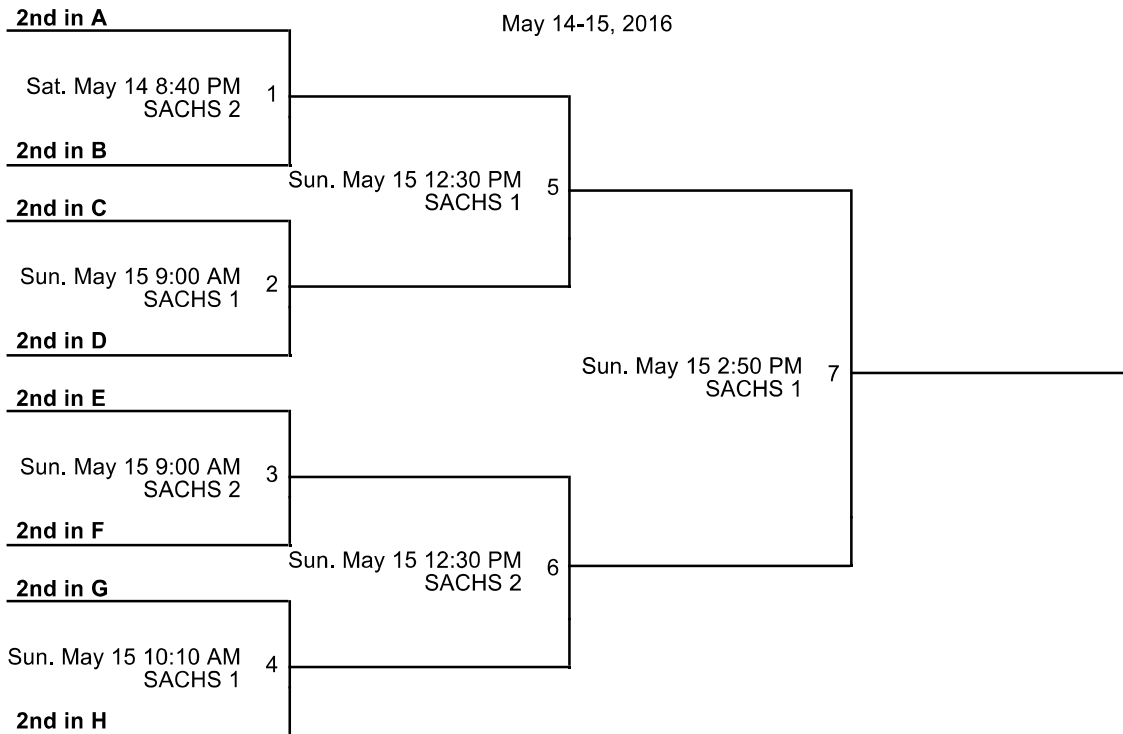 2nd in A
May 14-15, 2016
Sat. May 14 8:40 PM
SACHS 2
1
2nd in B
Sun. May 15 12:30 PM
SACHS 1
5
2nd in C
Sun. May 15 9:00 AM
SACHS 1
2
2nd in D
Sun. May 15 2:50 PM
SACHS 1
7
2nd in E
Sun. May 15 9:00 AM
SACHS 2
3
2nd in F
Sun. May 15 12:30 PM
SACHS 2
6
2nd in G
Sun. May 15 10:10 AM
SACHS 1
4
2nd in H